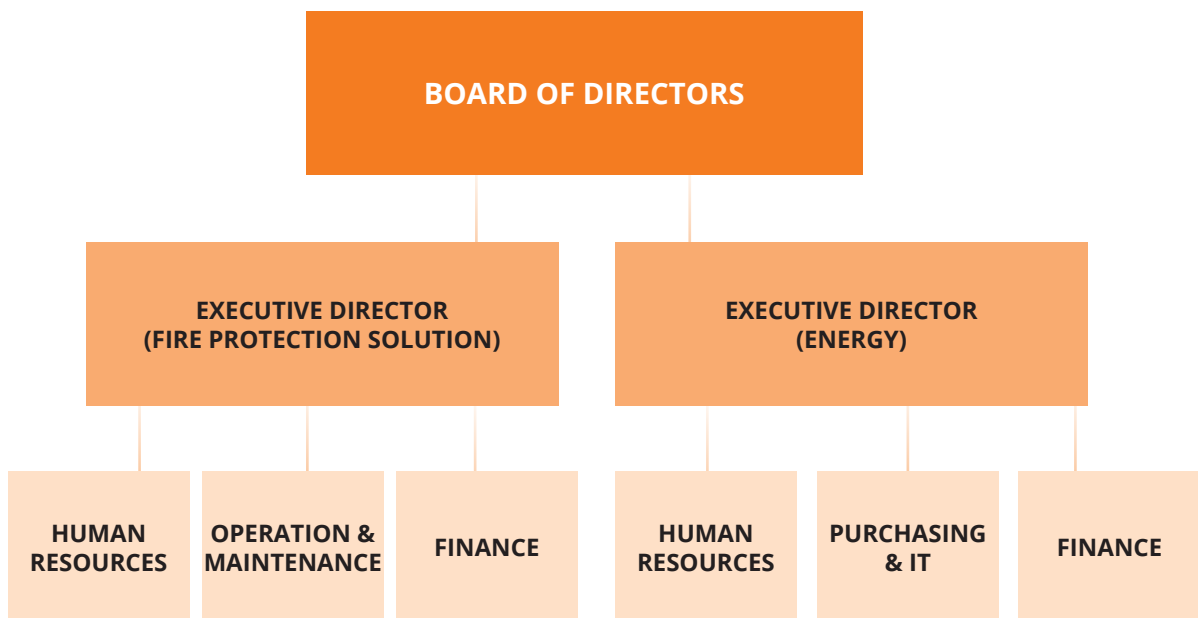 BOARD OF DIRECTORS
EXECUTIVE DIRECTOR
(FIRE PROTECTION SOLUTION)
EXECUTIVE DIRECTOR
(ENERGY)
HUMAN
RESOURCES
OPERATION &
MAINTENANCE
FINANCE
HUMAN
RESOURCES
PURCHASING
& IT
FINANCE